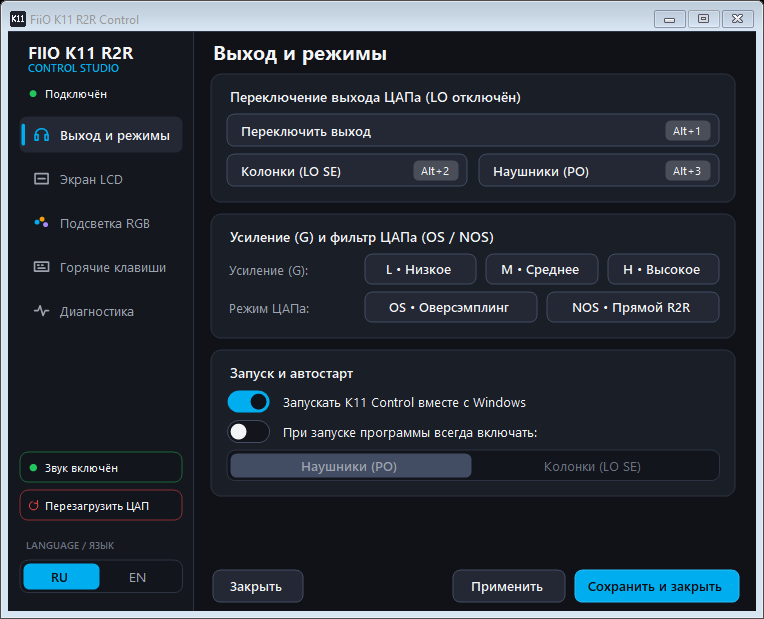 K11 FiiO K11 R2R Control
FIIO K11 R2R
CONTROL STUDIO
Подключён
Выход и режимы
Экран LCD
Подсветка RGB
Горячие клавиши
Диагностика
Звук включён
Перезагрузить ЦАП
LANGUAGE / ЯЗЫК
RU EN
Выход и режимы
Переключение выхода ЦАПа (LO отключён)
Переключить выход Alt+1
Колонки (LO SE) Alt+2 Наушники (PO) Alt+3
Усиление (G) и фильтр ЦАПа (OS / NOS)
Усиление (G): L • Низкое M • Среднее H • Высокое
Режим ЦАПа: OS • Оверсэмплинг NOS • Прямой R2R
Запуск и автостарт
Запускать K11 Control вместе с Windows
При запуске программы всегда включать:
Наушники (PO) Колонки (LO SE)
Закрыть Применить Сохранить и закрыть